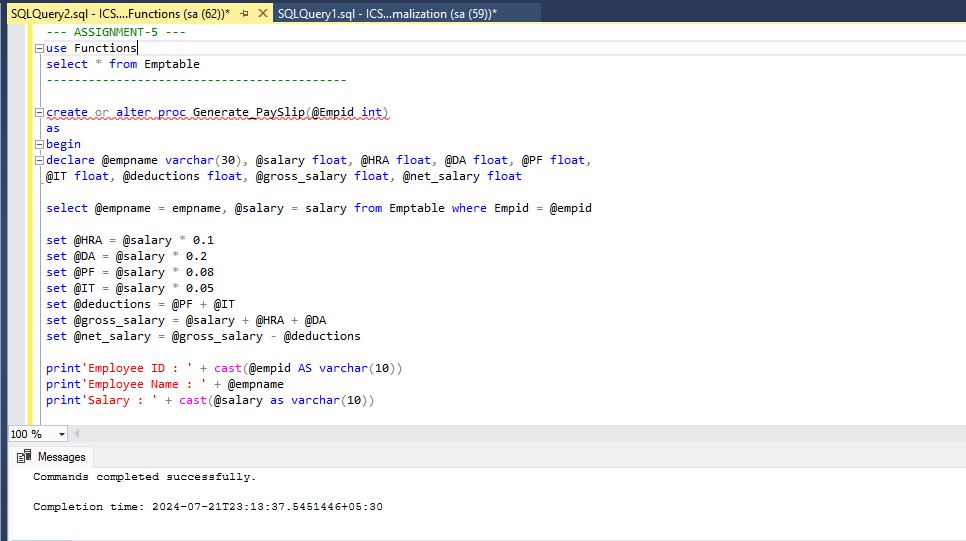 SQLQuery2.sql - ICS....Functions (sa (62))* SQLQuery1.sql - ICS...malization (sa (59))*
--- ASSIGNMENT-5 ---
use Functions
select * from Emptable
-------------------------------------------
create or alter proc Generate_PaySlip(@Empid int)
as
begin
declare @empname varchar(30), @salary float, @HRA float, @DA float, @PF float,
@IT float, @deductions float, @gross_salary float, @net_salary float
select @empname = empname, @salary = salary from Emptable where Empid = @empid
set @HRA = @salary * 0.1
set @DA = @salary * 0.2
set @PF = @salary * 0.08
set @IT = @salary * 0.05
set @deductions = @PF + @IT
set @gross_salary = @salary + @HRA + @DA
set @net_salary = @gross_salary - @deductions
print'Employee ID : ' + cast(@empid AS varchar(10))
print'Employee Name : ' + @empname
print'Salary : ' + cast(@salary as varchar(10))
100 %
Messages
Commands completed successfully.
Completion time: 2024-07-21T23:13:37.5451446+05:30